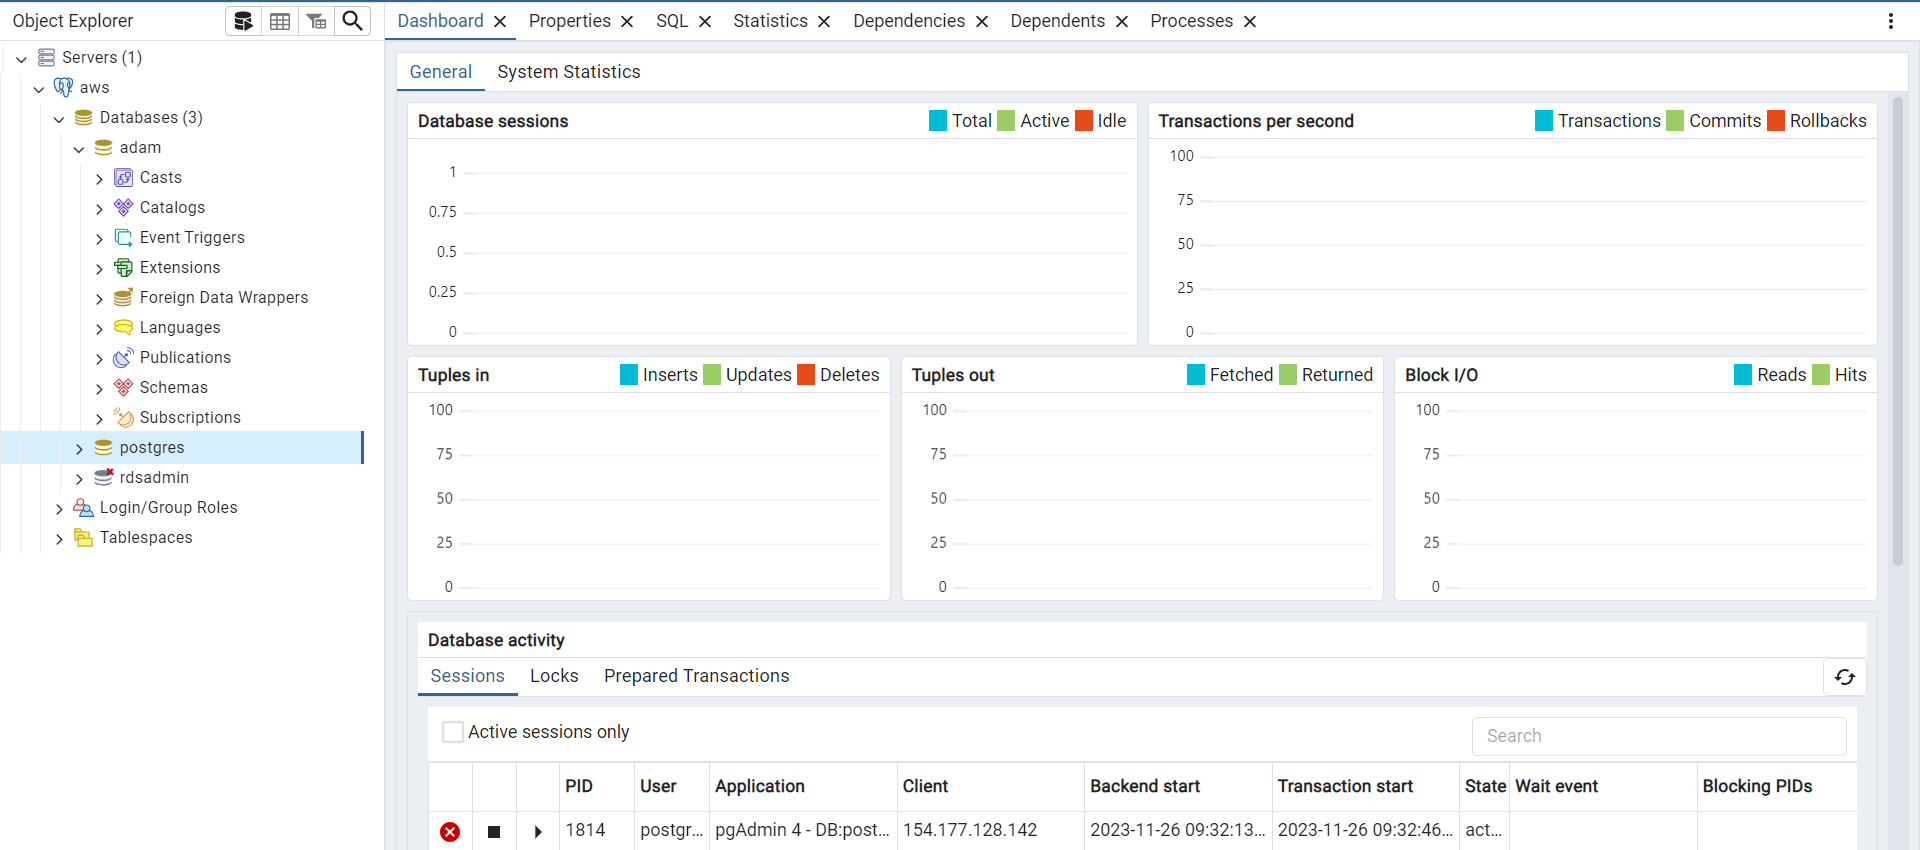 Object Explorer
Dashboard Properties SQL Statistics Dependencies Dependents Processes
Servers (1)
aws
Databases (3)
adam
Casts
Catalogs
Event Triggers
Extensions
Foreign Data Wrappers
Languages
Publications
Schemas
Subscriptions
postgres
rdsadmin
Login/Group Roles
Tablespaces
General System Statistics
Database sessions Total Active Idle
1
0.75
0.5
0.25
0
Transactions per second Transactions Commits Rollbacks
100
75
50
25
0
Tuples in Inserts Updates Deletes
100
75
50
25
0
Tuples out Fetched Returned
100
75
50
25
0
Block I/O Reads Hits
100
75
50
25
0
Database activity
Sessions Locks Prepared Transactions
Active sessions only Search
PID User Application Client Backend start Transaction start State Wait event Blocking PIDs
1814 postgr... pgAdmin 4 - DB:post... 154.177.128.142 2023-11-26 09:32:13... 2023-11-26 09:32:46... act...